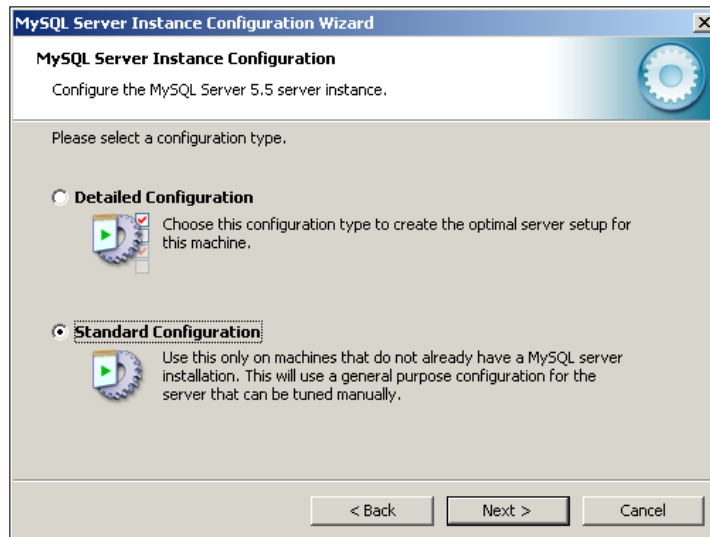 MySQL Server Instance Configuration Wizard
MySQL Server Instance Configuration
Configure the MySQL Server 5.5 server instance.
Please select a configuration type.
Detailed Configuration
Choose this configuration type to create the optimal server setup for
this machine.
Standard Configuration
Use this only on machines that do not already have a MySQL server
installation. This will use a general purpose configuration for the
server that can be tuned manually.
< Back
Next >
Cancel